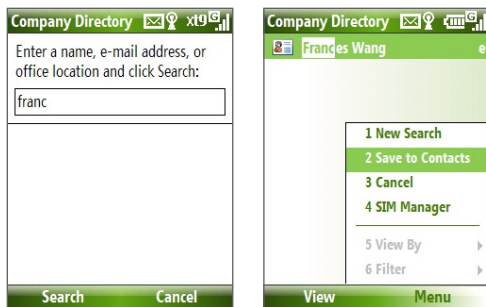 Company Directory xt9
Enter a name, e-mail address, or
office location and click Search:
franc
Search Cancel
Company Directory
Frances Wang e
1 New Search
2 Save to Contacts
3 Cancel
4 SIM Manager
5 View By
6 Filter
View Menu